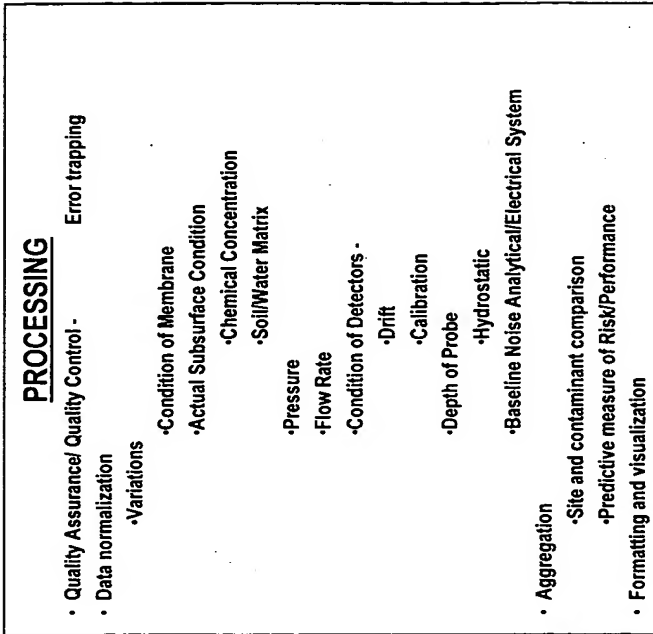 PROCESSING
• Quality Assurance/ Quality Control - Error trapping
• Data normalization
•Variations
•Condition of Membrane
•Actual Subsurface Condition
•Chemical Concentration
•Soil/Water Matrix
•Pressure
•Flow Rate
•Condition of Detectors -
•Drift
•Calibration
•Depth of Probe
•Hydrostatic
•Baseline Noise Analytical/Electrical System
• Aggregation
•Site and contaminant comparison
•Predictive measure of Risk/Performance
• Formatting and visualization